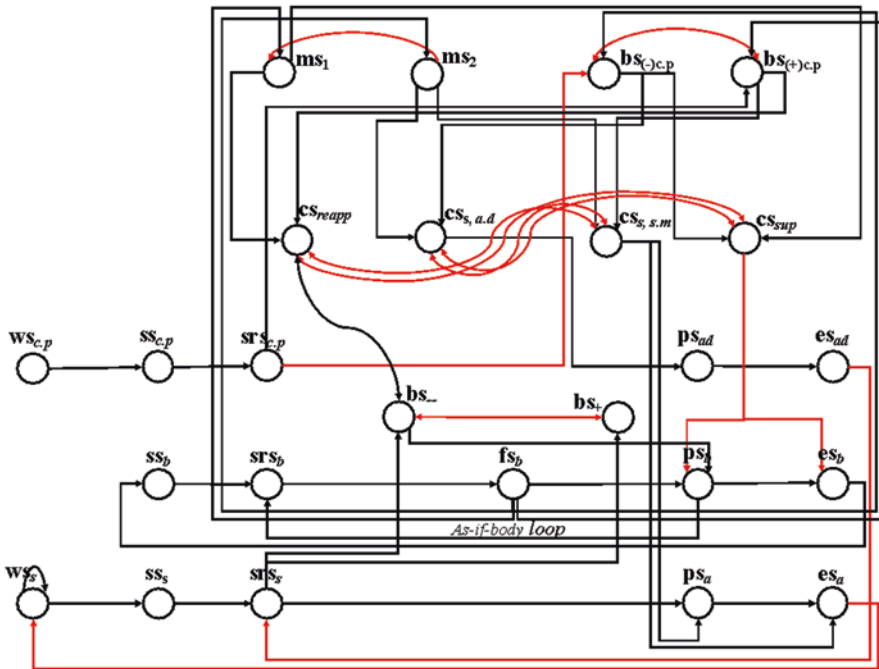 ms1 ms2 bs(-)c.p bs(+)c.p
csreapp css, a.d css, s.m cssup
wsc.p ssc.p srsc.p psad esad
bs- bs+
ssb srsb fsb psb esb
As-if-body loop
wss sss srss psa esa